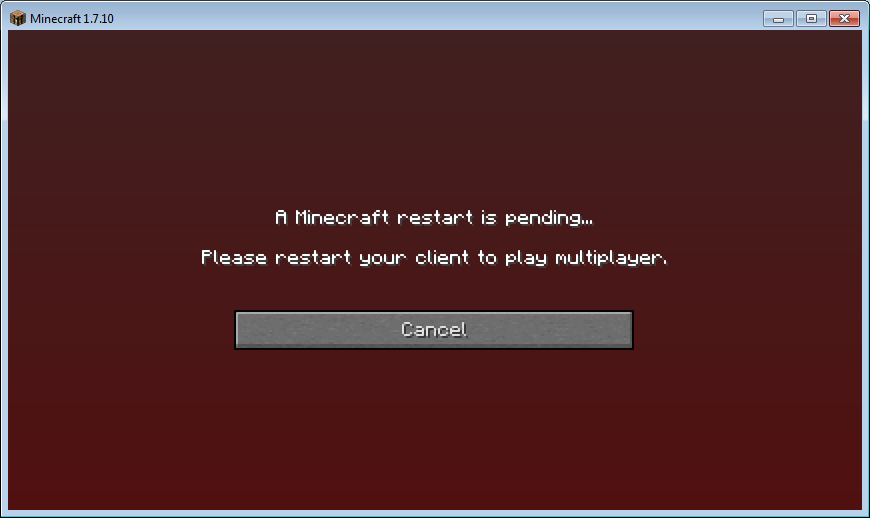 Minecraft 1.7.10
A Minecraft restart is pending...
Please restart your client to play multiplayer.
Cancel